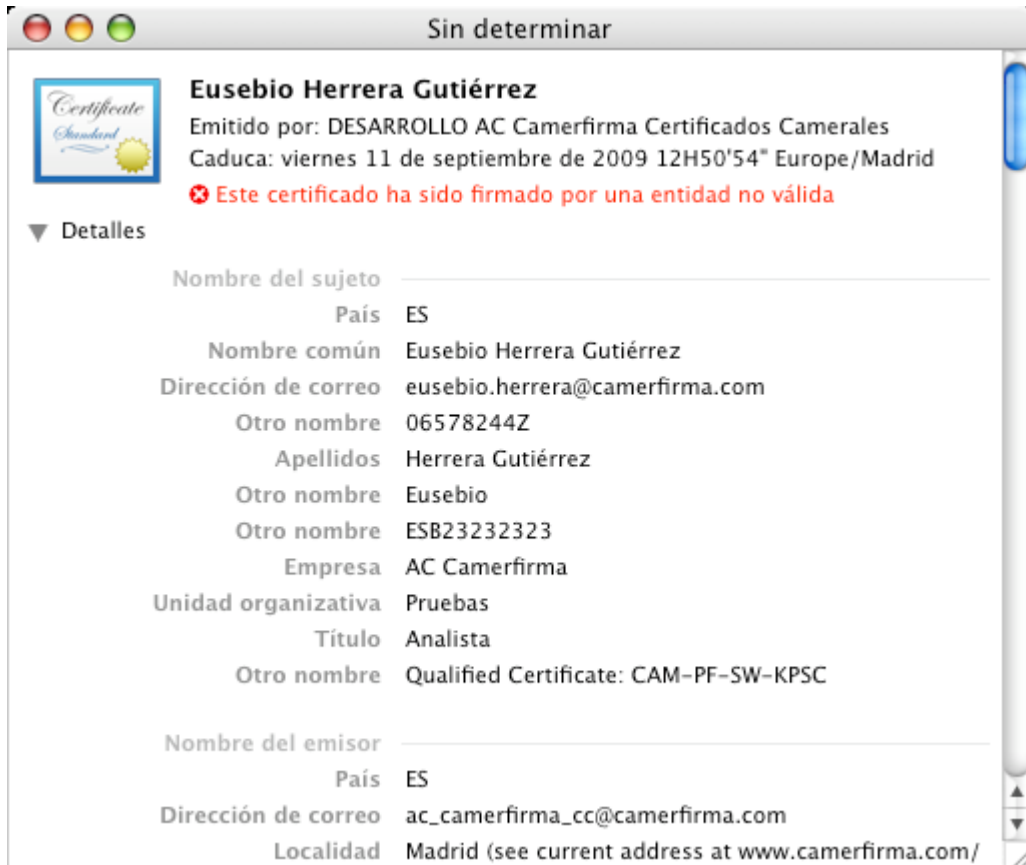 Sin determinar
Certificate
Standard
Eusebio Herrera Gutiérrez
Emitido por: DESARROLLO AC Camerfirma Certificados Camerales
Caduca: viernes 11 de septiembre de 2009 12H50'54" Europe/Madrid
Este certificado ha sido firmado por una entidad no válida
Detalles
Nombre del sujeto
País ES
Nombre común Eusebio Herrera Gutiérrez
Dirección de correo eusebio.herrera@camerfirma.com
Otro nombre 06578244Z
Apellidos Herrera Gutiérrez
Otro nombre Eusebio
Otro nombre ESB23232323
Empresa AC Camerfirma
Unidad organizativa Pruebas
Título Analista
Otro nombre Qualified Certificate: CAM-PF-SW-KPSC
Nombre del emisor
País ES
Dirección de correo ac_camerfirma_cc@camerfirma.com
Localidad Madrid (see current address at www.camerfirma.com/